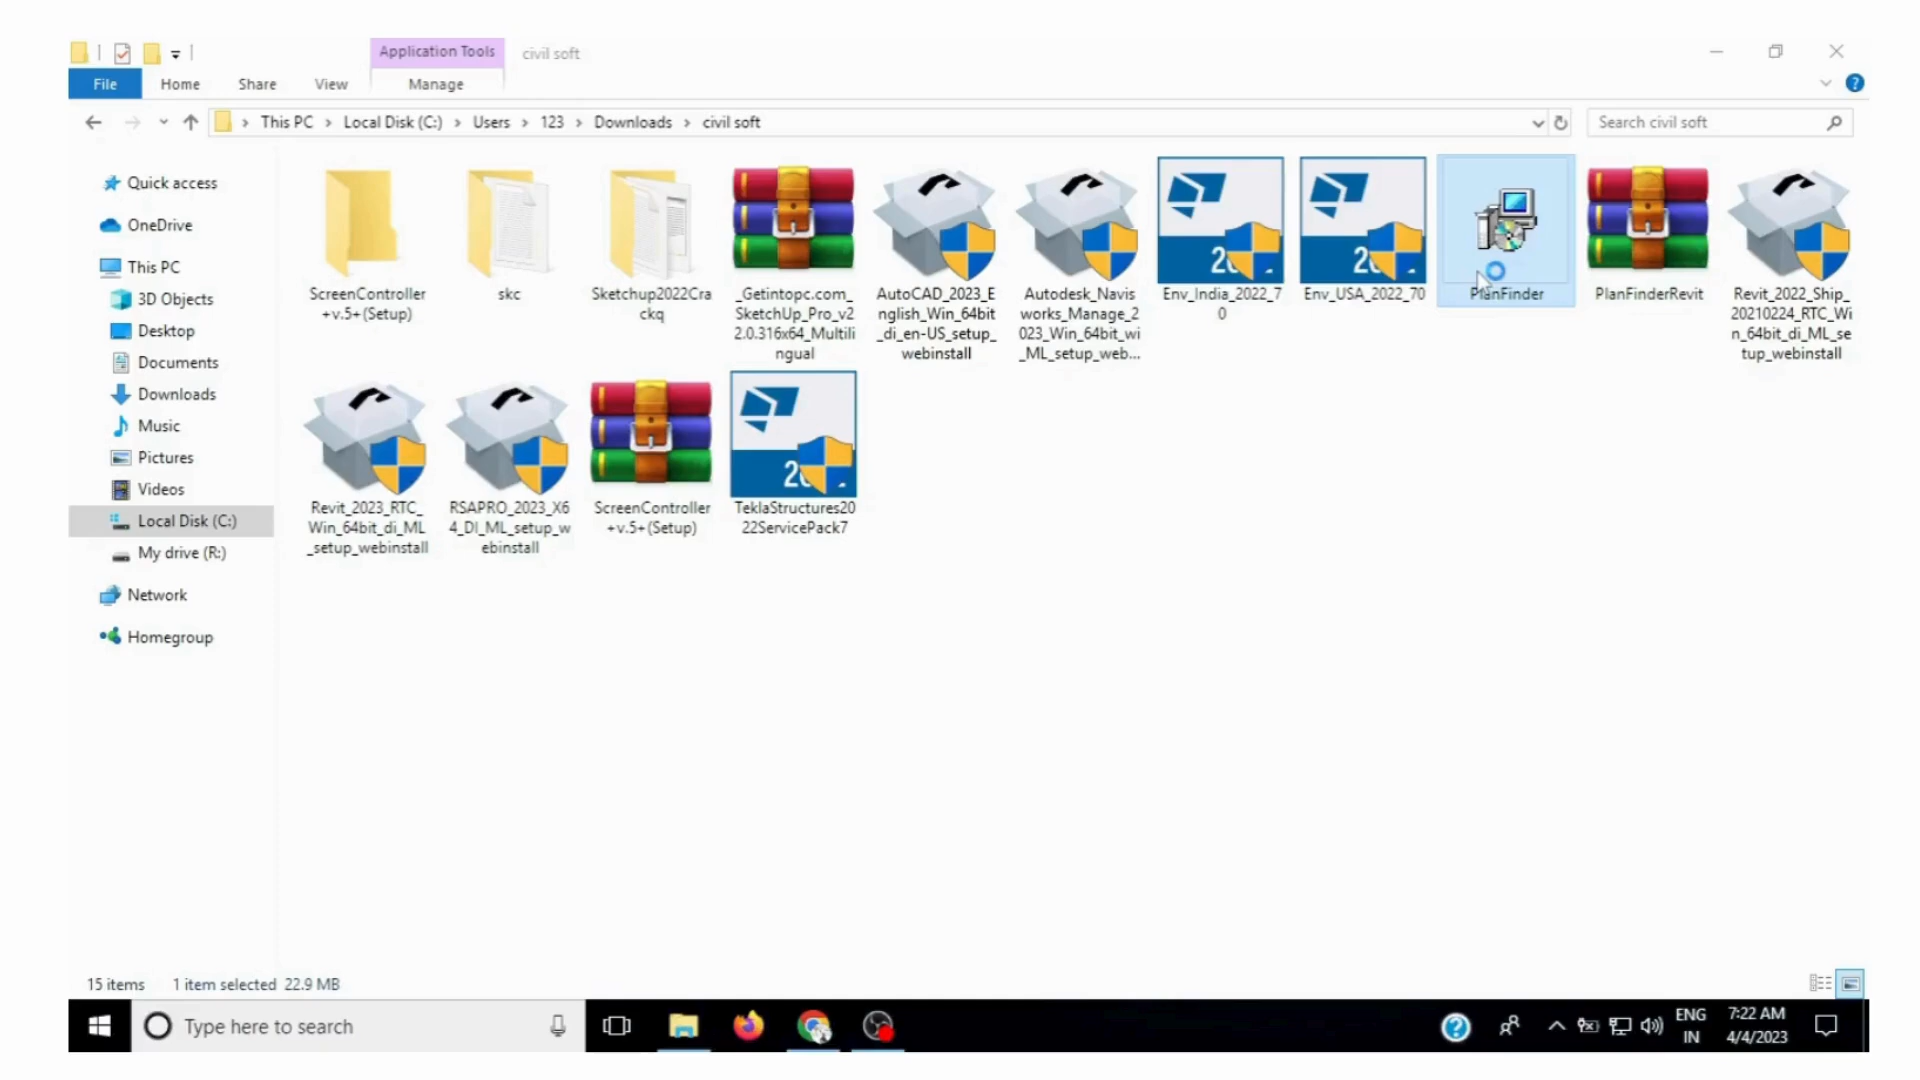 Application Tools
civil soft
File
Home
Share
View
Manage
This PC
Local Disk (C:)
Users
123
Downloads
civil soft
Search civil soft
Quick access
OneDrive
This PC
3D Objects
Desktop
Documents
Downloads
Music
Pictures
Videos
Local Disk (C:)
My drive (R:)
Network
Homegroup
ScreenController
+v.5+(Setup)
skc
Sketchup2022Cra
ckq
_Getintopc.com_
SketchUp_Pro_v2
2.0.316x64_Multili
ngual
AutoCAD_2023_E
nglish_Win_64bit
_di_en-US_setup_
webinstall
Autodesk_Navis
works_Manage_2
023_Win_64bit_wi
_ML_setup_web...
Env_India_2022_7
0
Env_USA_2022_70
PlanFinder
PlanFinderRevit
Revit_2022_Ship_
20210224_RTC_Wi
n_64bit_di_ML_se
tup_webinstall
Revit_2023_RTC_
Win_64bit_di_ML
_setup_webinstall
RSAPRO_2023_X6
4_DI_ML_setup_w
ebinstall
ScreenController
+v.5+(Setup)
TeklaStructures20
22ServicePack7
15 items
1 item selected 22.9 MB
Type here to search
ENG
IN
7:22 AM
4/4/2023